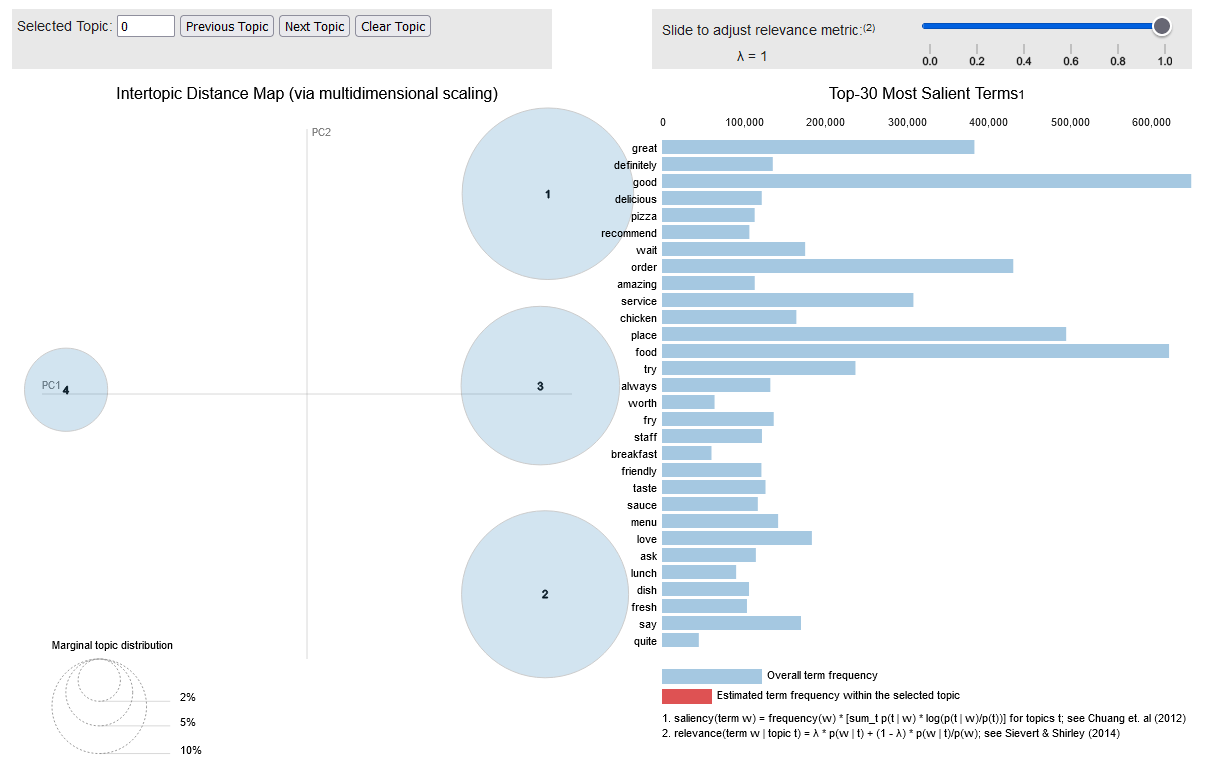 Selected Topic: 0 Previous Topic Next Topic Clear Topic
Slide to adjust relevance metric:(2)
λ = 1
0.0 0.2 0.4 0.6 0.8 1.0
Intertopic Distance Map (via multidimensional scaling)
PC2
PC1
1
3
4
2
Marginal topic distribution
2%
5%
10%
Top-30 Most Salient Terms1
0 100,000 200,000 300,000 400,000 500,000 600,000
great
definitely
good
delicious
pizza
recommend
wait
order
amazing
service
chicken
place
food
try
always
worth
fry
staff
breakfast
friendly
taste
sauce
menu
love
ask
lunch
dish
fresh
say
quite
Overall term frequency
Estimated term frequency within the selected topic
1. saliency(term w) = frequency(w) * [sum_t p(t | w) * log(p(t | w)/p(t))] for topics t; see Chuang et. al (2012)
2. relevance(term w | topic t) = λ * p(w | t) + (1 - λ) * p(w | t)/p(w); see Sievert & Shirley (2014)